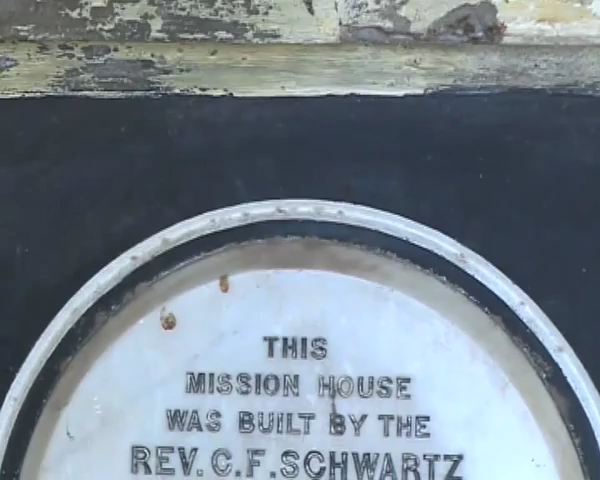 THIS
MISSION HOUSE
WAS BUILT BY THE
REV. C. F. SCHWARTZ